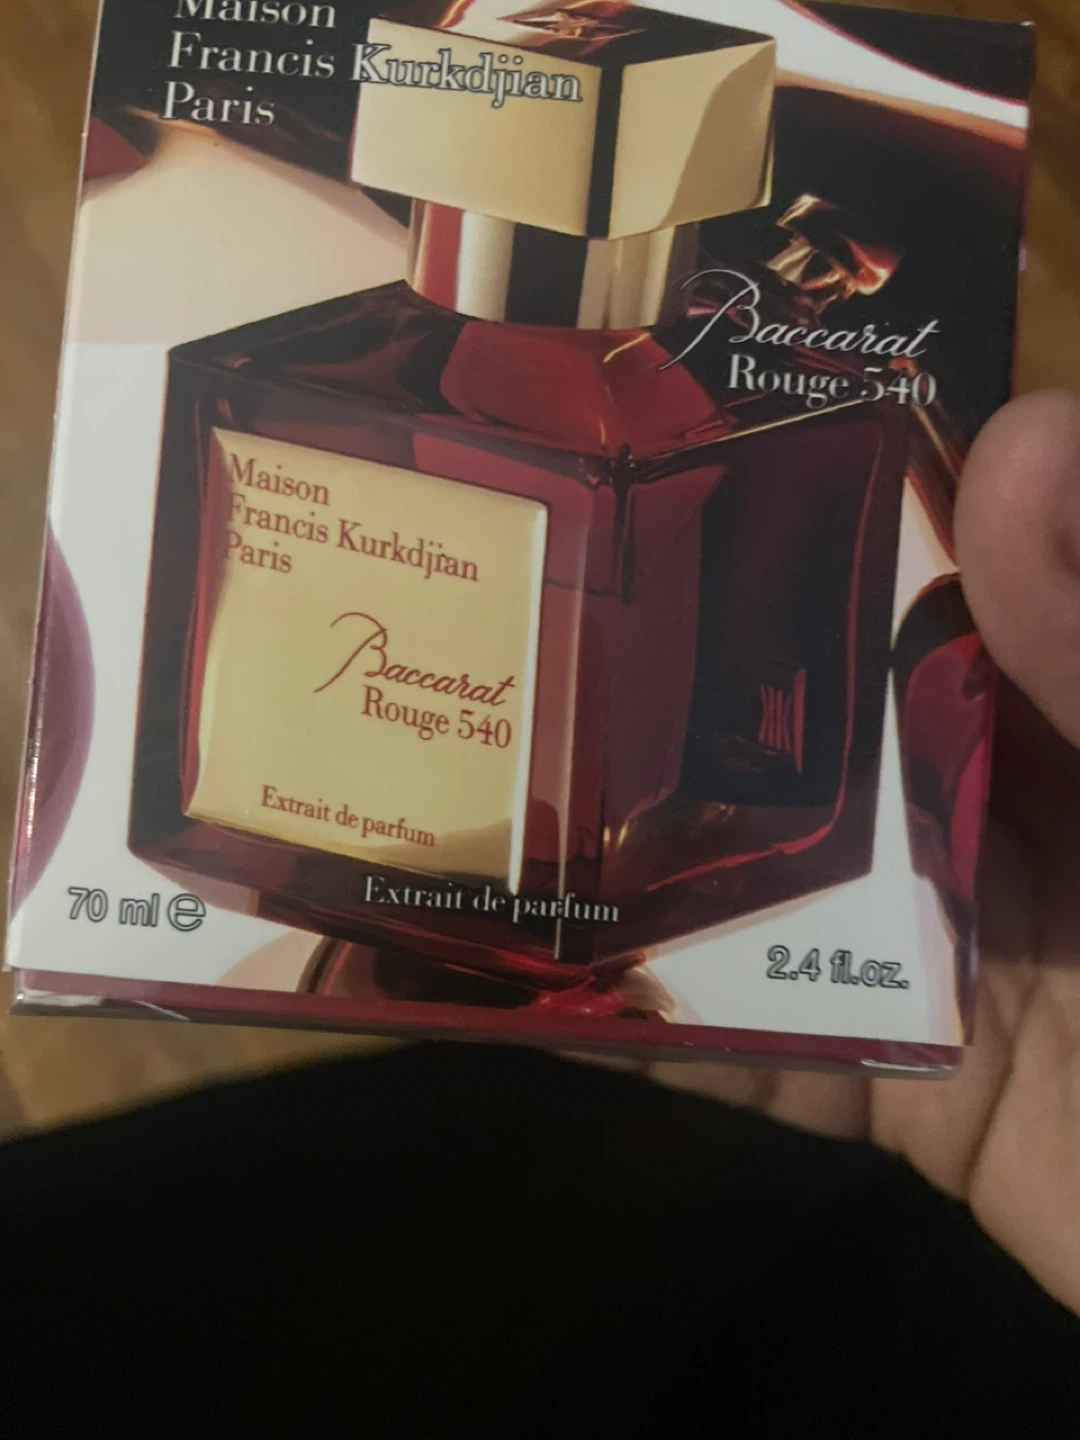 Maison
Francis Kurkdjian
Paris
Baccarat
Rouge 540
Maison
Francis Kurkdjian
Paris
Baccarat
Rouge 540
Extrait de parfum
Extrait de parfum
70 ml e
2.4 fl.oz.